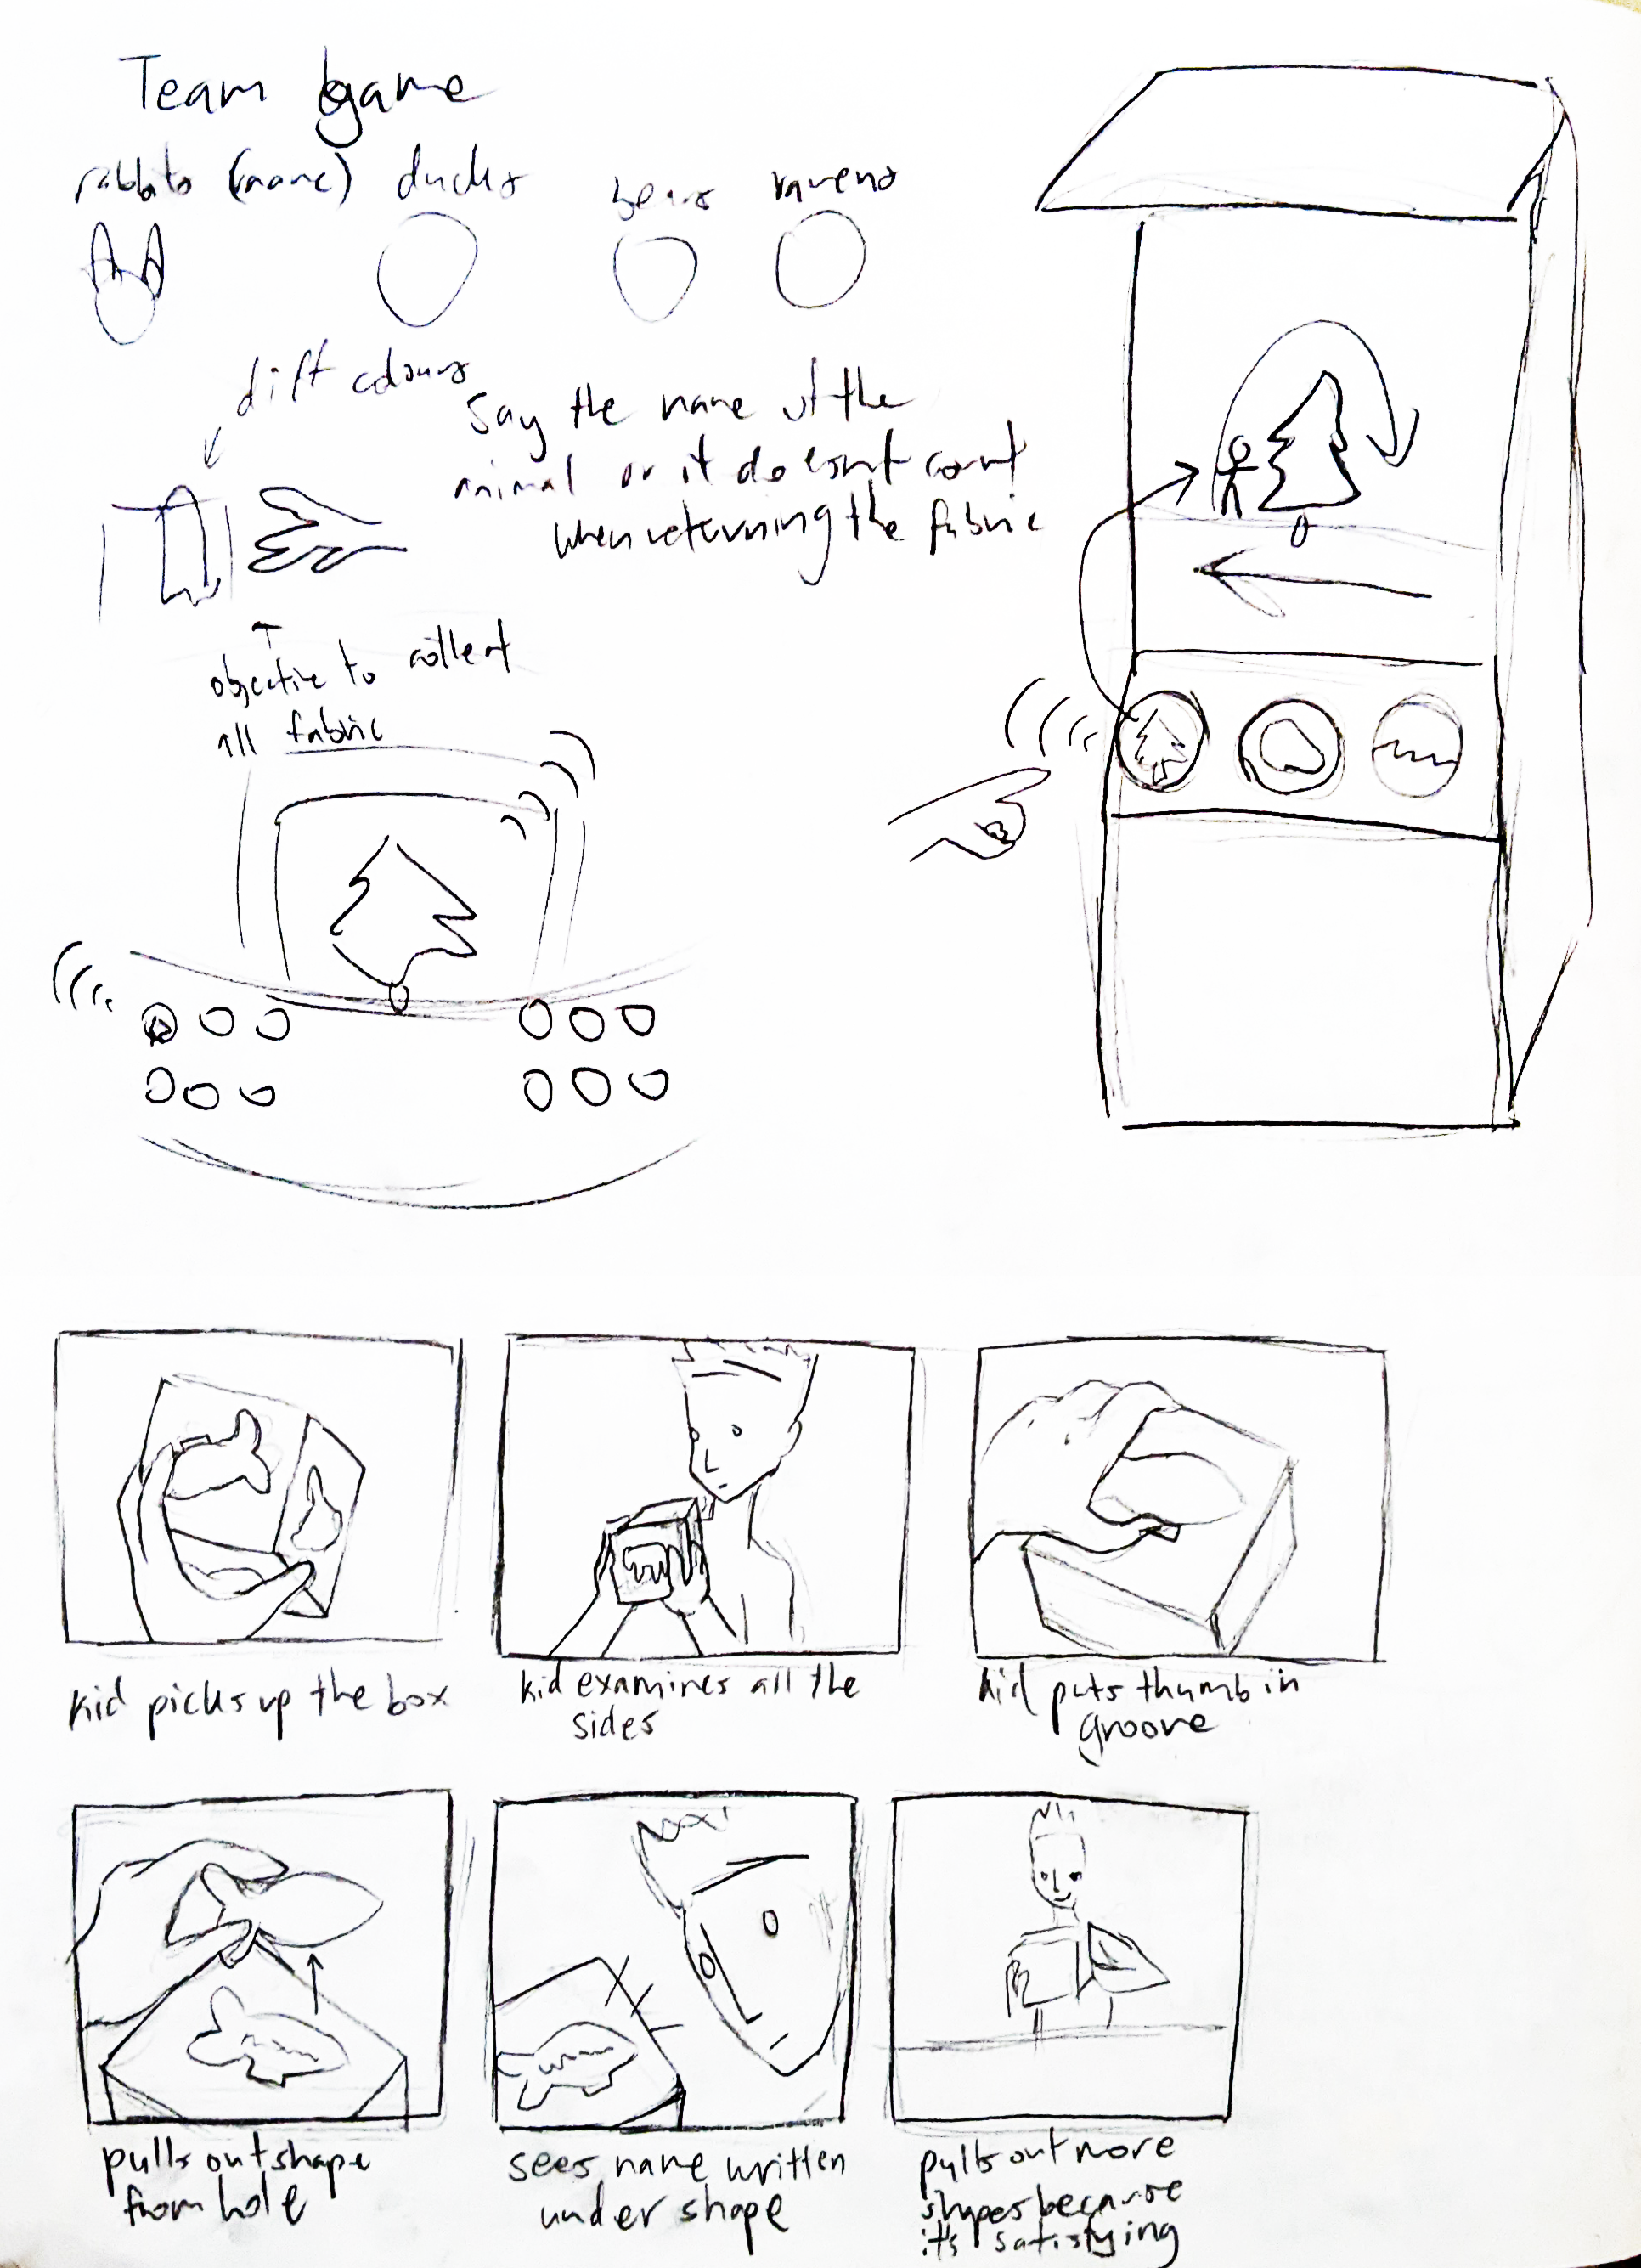 Team game
rabbits (name) ducks bears ravens
diff colours
Say the name of the
animal or it doesnt count
when returning the fabric
objective to collect
all fabric
kid picks up the box
kid examines all the
sides
kid puts thumb in
groove
pulls out shape
from hole
sees name written
under shape
pulls out more
shapes because
it's satisfying